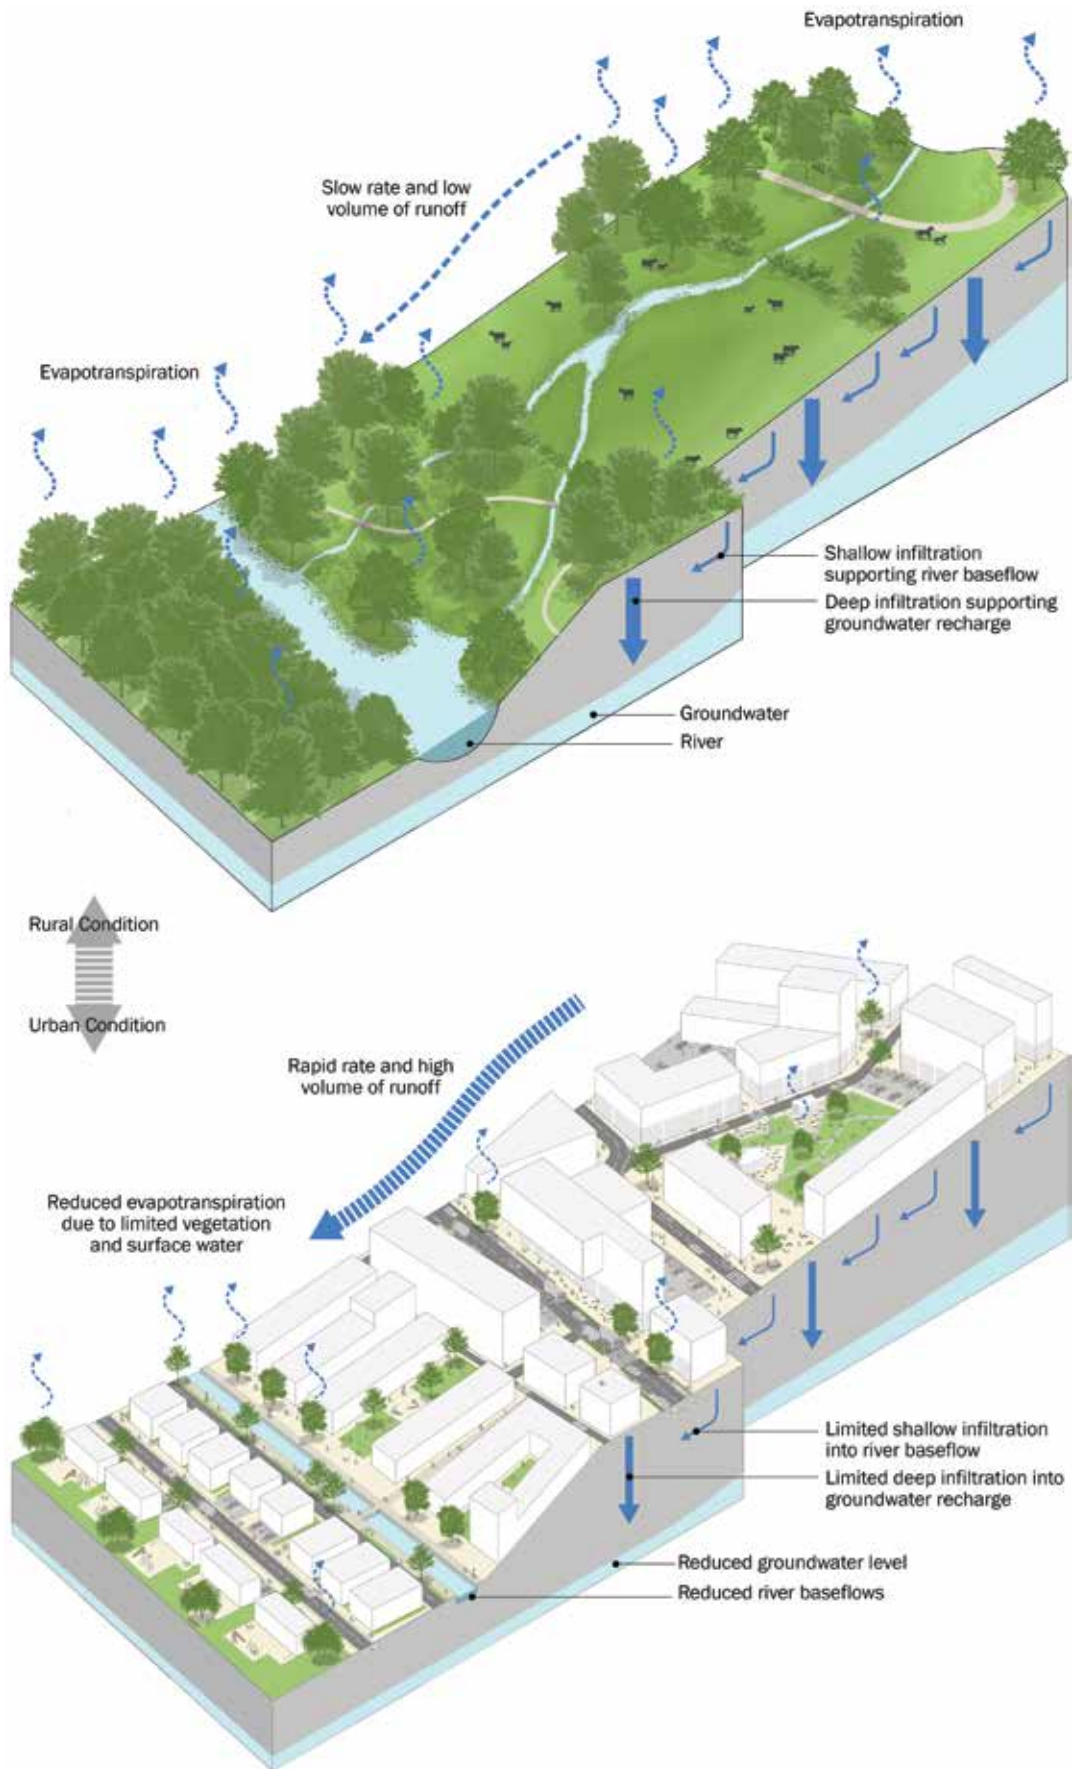 Evapotranspiration
Slow rate and low
volume of runoff
Evapotranspiration
Shallow infiltration
supporting river baseflow
Deep infiltration supporting
groundwater recharge
Groundwater
River
Rural Condition
Urban Condition
Rapid rate and high
volume of runoff
Reduced evapotranspiration
due to limited vegetation
and surface water
Limited shallow infiltration
into river baseflow
Limited deep infiltration into
groundwater recharge
Reduced groundwater level
Reduced river baseflows